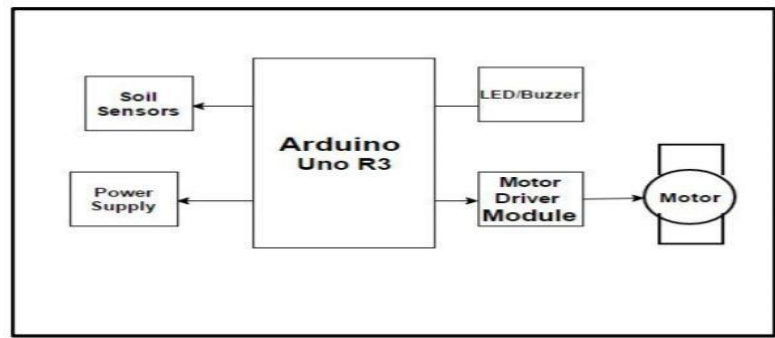 Soil
Sensors
Power
Supply
Arduino
Uno R3
LED/Buzzer
Motor
Driver
Module
Motor